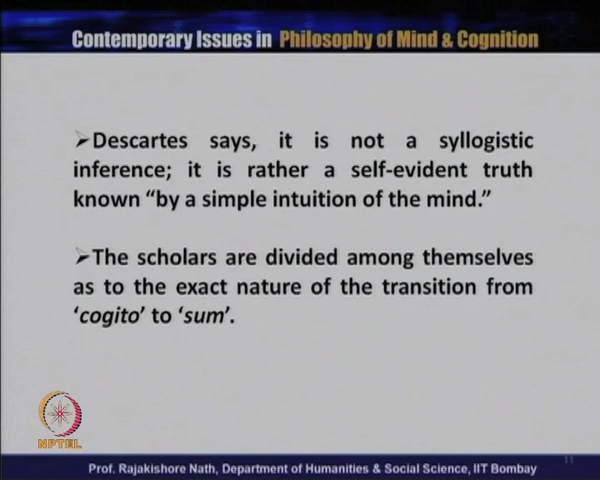 Contemporary Issues in Philosophy of Mind & Cognition
➢Descartes says, it is not a syllogistic
inference; it is rather a self-evident truth
known “by a simple intuition of the mind.”
➢The scholars are divided among themselves
as to the exact nature of the transition from
‘cogito’ to ‘sum’.
NPTEL
11
Prof. Rajakishore Nath, Department of Humanities & Social Science, IIT Bombay